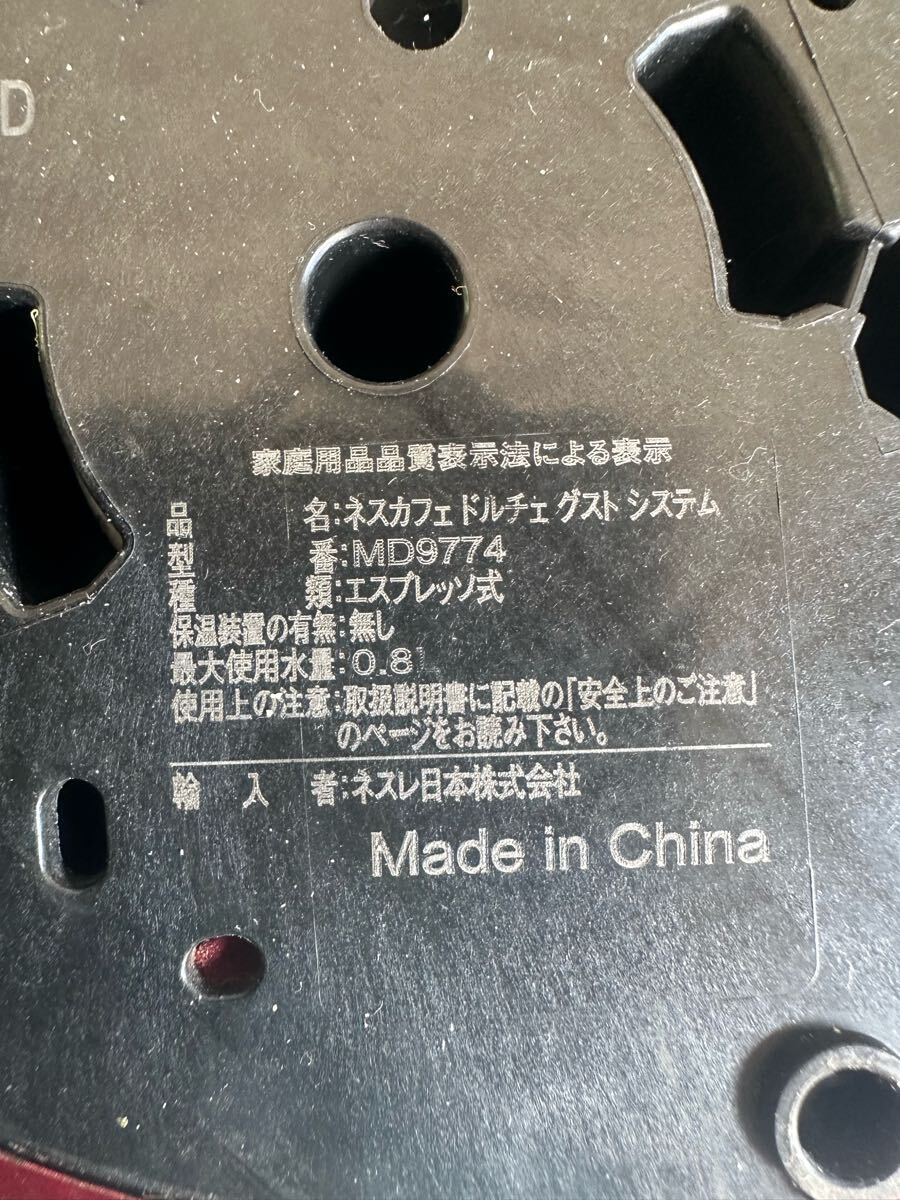 D
家庭用品品質表示法による表示
品　　　名:ネスカフェ ドルチェ グスト システム
型　　　番:MD9774
種　　　類:エスプレッソ式
保温装置の有無:無し
最大使用水量:0.8l
使用上の注意:取扱説明書に記載の「安全上のご注意」
のページをお読み下さい。
輸　入　者:ネスレ日本株式会社
Made in China